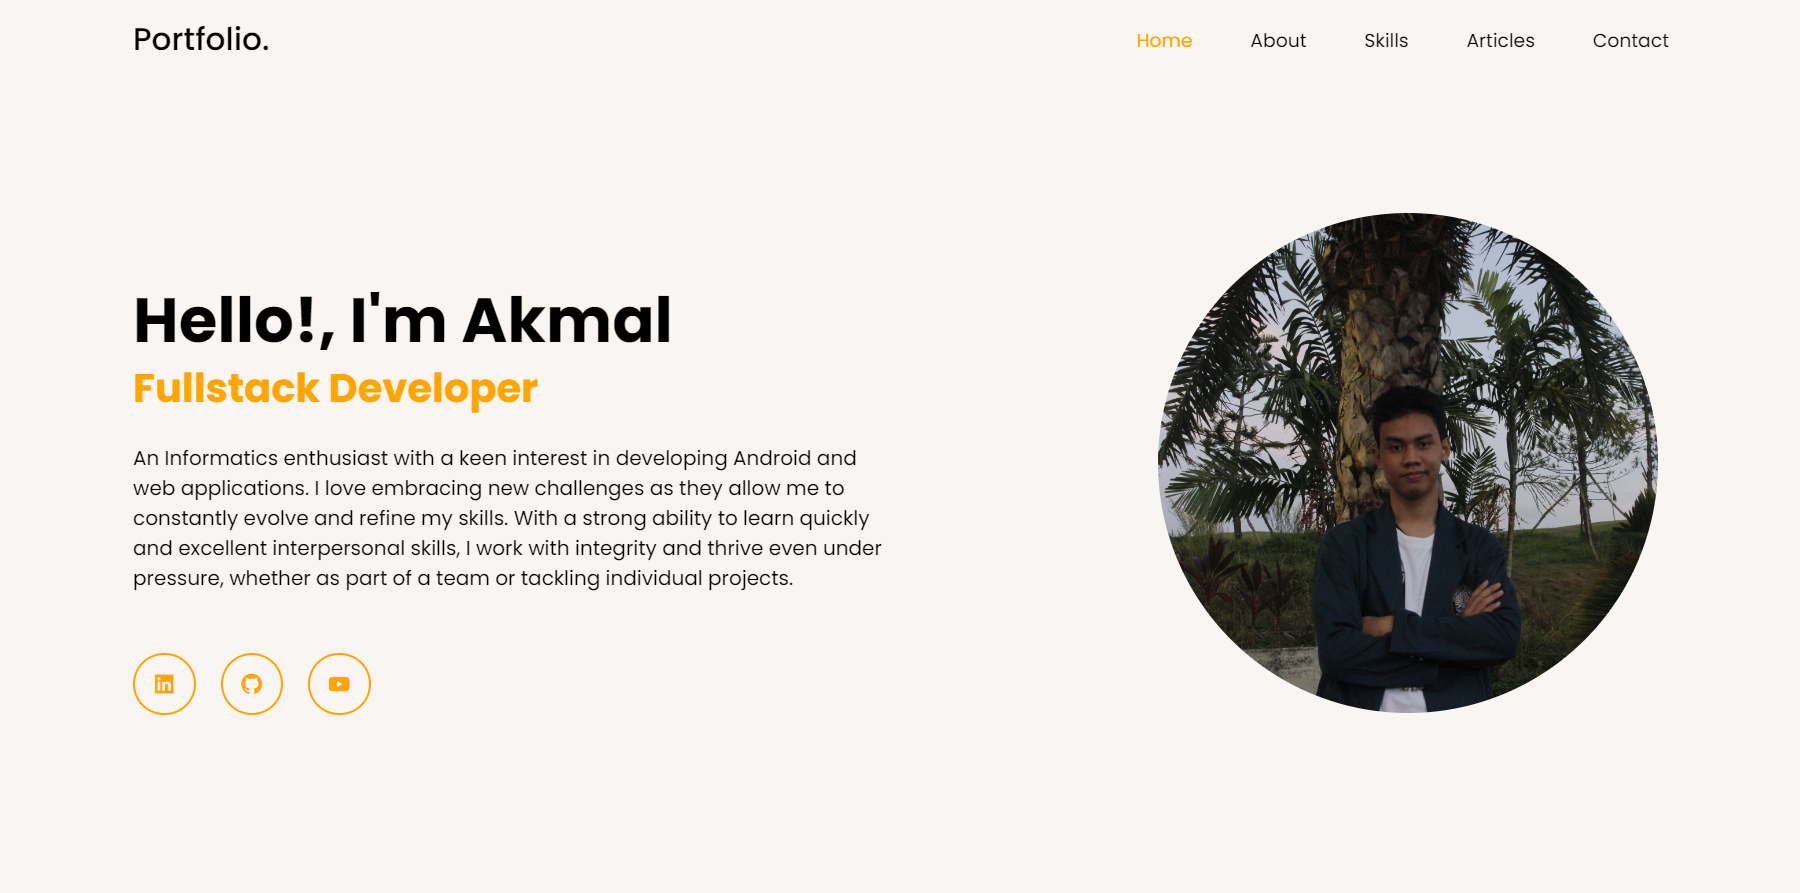 Portfolio.
Home
About
Skills
Articles
Contact
Hello!, I'm Akmal
Fullstack Developer
An Informatics enthusiast with a keen interest in developing Android and
web applications. I love embracing new challenges as they allow me to
constantly evolve and refine my skills. With a strong ability to learn quickly
and excellent interpersonal skills, I work with integrity and thrive even under
pressure, whether as part of a team or tackling individual projects.